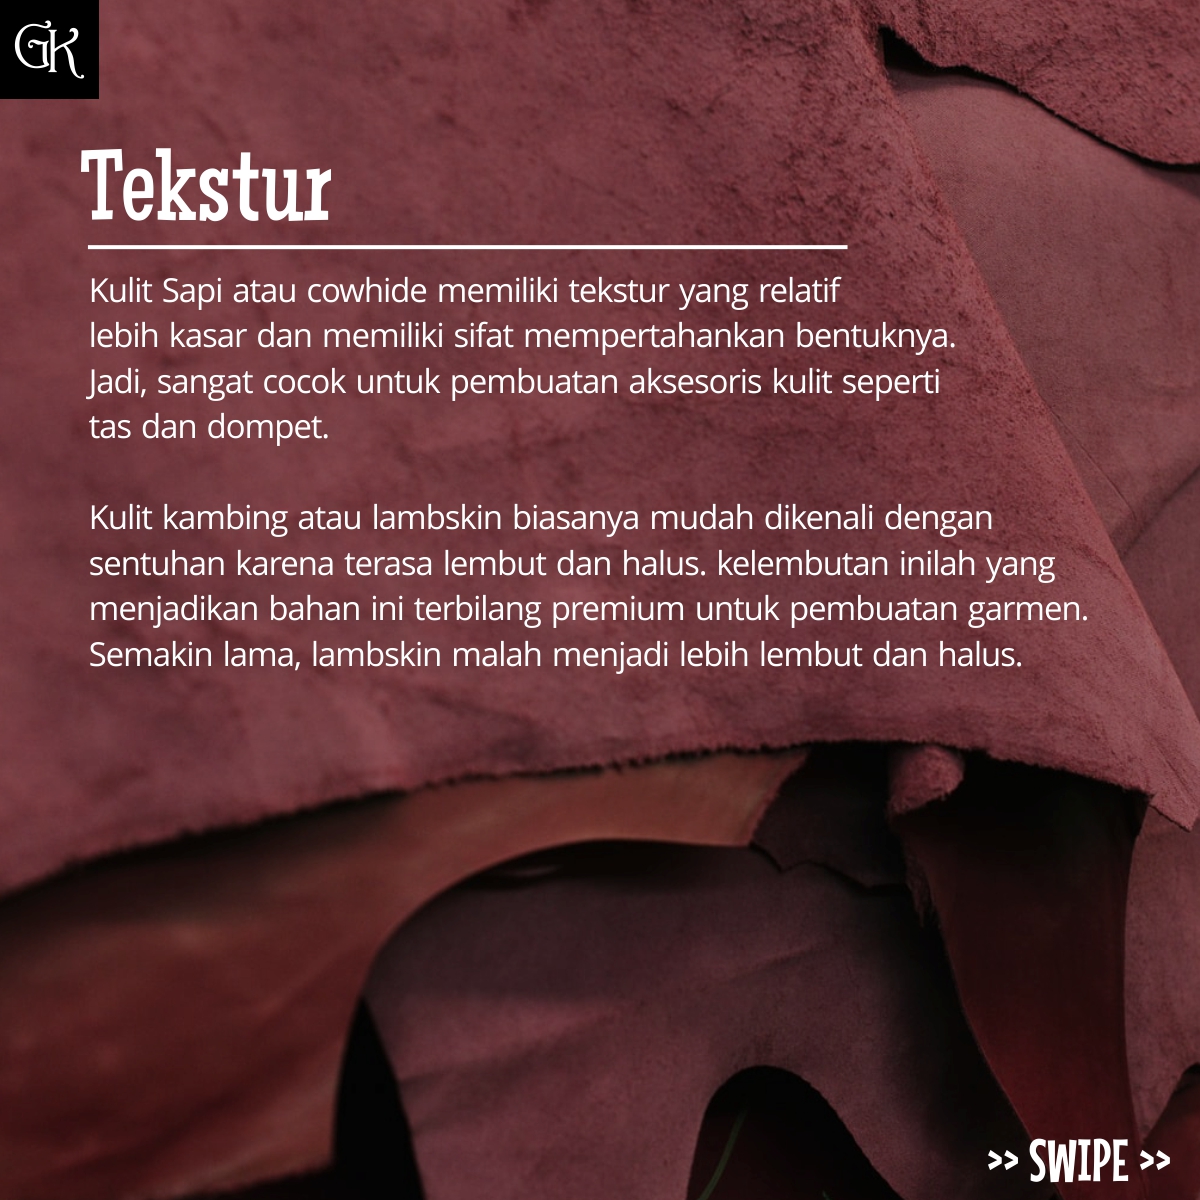 GK
Tekstur
Kulit Sapi atau cowhide memiliki tekstur yang relatif
lebih kasar dan memiliki sifat mempertahankan bentuknya.
Jadi, sangat cocok untuk pembuatan aksesoris kulit seperti
tas dan dompet.
Kulit kambing atau lambskin biasanya mudah dikenali dengan
sentuhan karena terasa lembut dan halus. kelembutan inilah yang
menjadikan bahan ini terbilang premium untuk pembuatan garmen.
Semakin lama, lambskin malah menjadi lebih lembut dan halus.
>> SWIPE >>